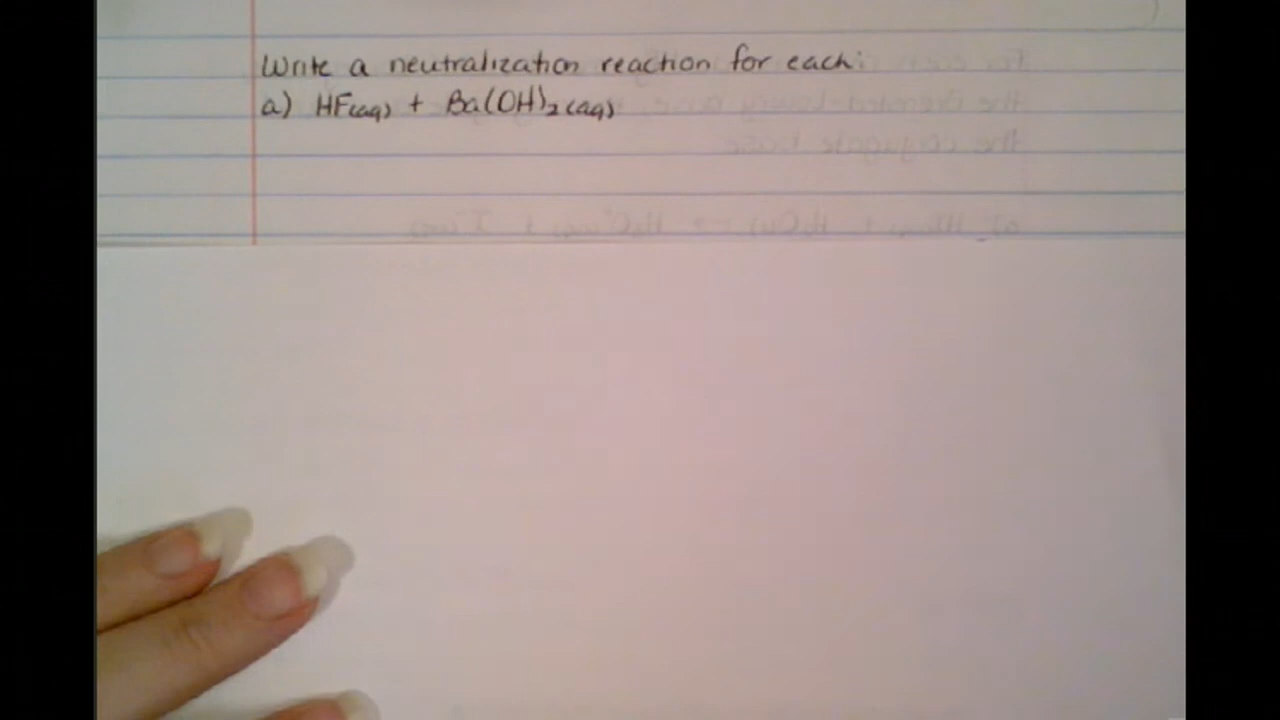 Write a neutralization reaction for each:
a) HF(aq) + Ba(OH)₂(aq)